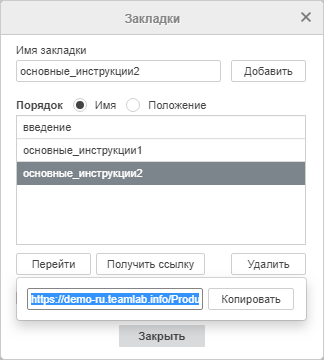 Закладки
Имя закладки
основные_инструкции2 Добавить
Порядок Имя Положение
введение
основные_инструкции1
основные_инструкции2
Перейти Получить ссылку Удалить
https://demo-ru.teamlab.info/Produ Копировать
Закрыть